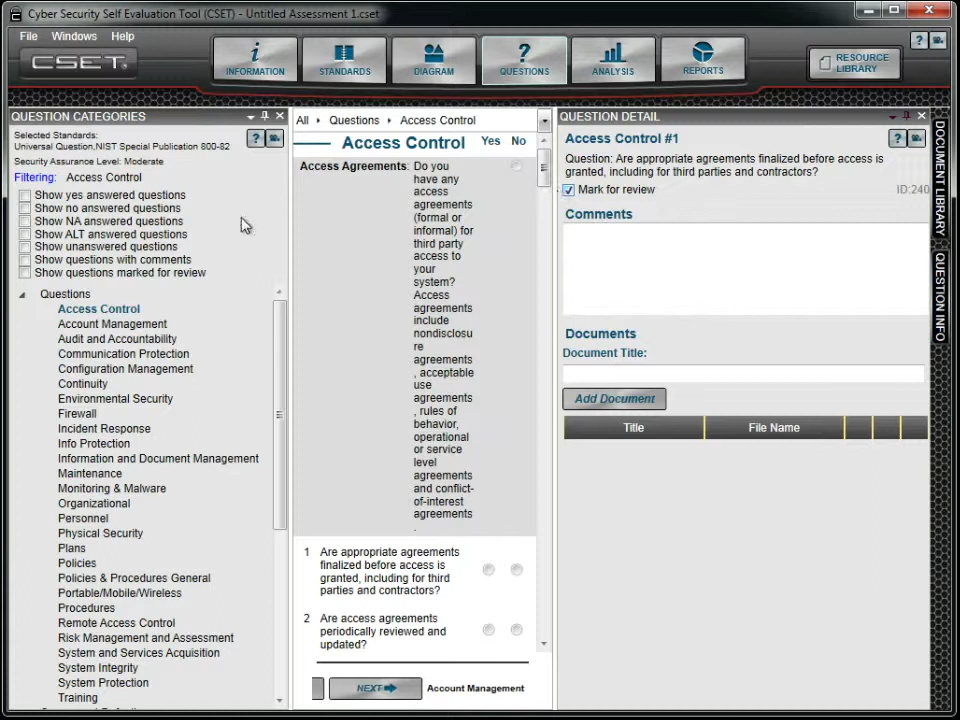 Cyber Security Self Evaluation Tool (CSET) - Untitled Assessment 1.cset
File Windows Help
CSET
INFORMATION
STANDARDS
DIAGRAM
QUESTIONS
ANALYSIS
REPORTS
RESOURCE
LIBRARY
QUESTION CATEGORIES
Selected Standards:
Universal Question:NIST Special Publication 800-82
Security Assurance Level: Moderate
Filtering: Access Control
Show yes answered questions
Show no answered questions
Show NA answered questions
Show ALT answered questions
Show unanswered questions
Show questions with comments
Show questions marked for review
Questions
Access Control
Account Management
Audit and Accountability
Communication Protection
Configuration Management
Continuity
Environmental Security
Firewall
Incident Response
Info Protection
Information and Document Management
Maintenance
Monitoring & Malware
Organizational
Personnel
Physical Security
Plans
Policies
Policies & Procedures General
Portable/Mobile/Wireless
Procedures
Remote Access Control
Risk Management and Assessment
System and Services Acquisition
System Integrity
System Protection
Training
All Questions Access Control
Access Control Yes No
Access Agreements: Do you
have any
access
agreements
(formal or
informal) for
third party
access to
your
system?
Access
agreements
include
nondisclosu
re
agreements
, acceptable
use
agreements
, rules of
behavior,
operational
or service
level
agreements
and conflict-
of-interest
agreements
.
1 Are appropriate agreements
finalized before access is
granted, including for third
parties and contractors?
2 Are access agreements
periodically reviewed and
updated?
NEXT Account Management
QUESTION DETAIL
Access Control #1
Question: Are appropriate agreements finalized before access is
granted, including for third parties and contractors?
Mark for review ID:240
Comments
Documents
Document Title:
Add Document
Title File Name
DOCUMENT LIBRARY
QUESTION INFO